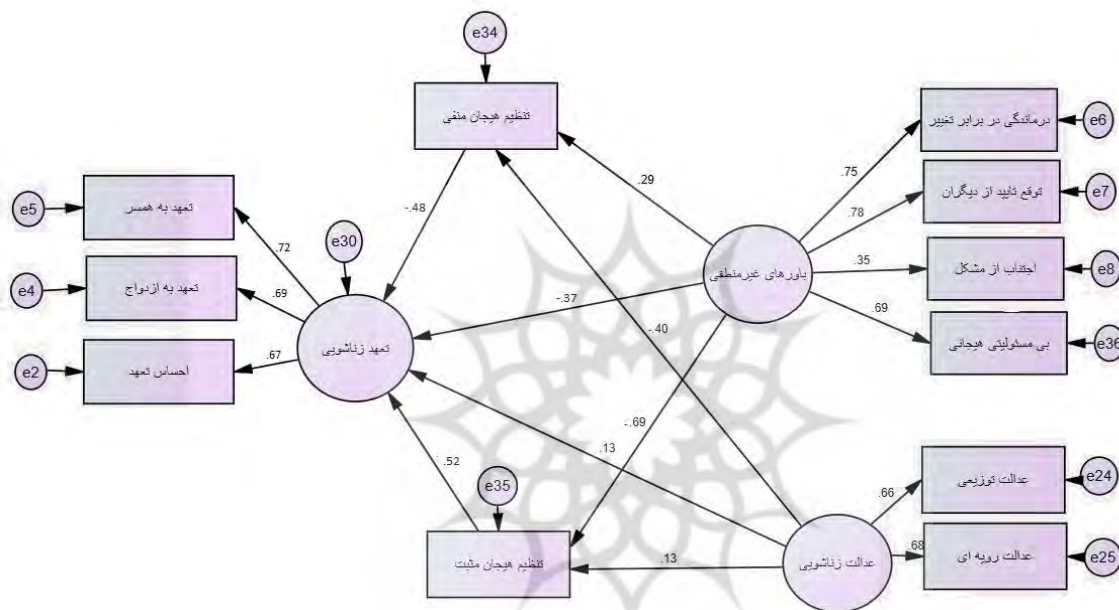 e34
تنظیم هیجان منفی
درماندگی در برابر تغییر
e6
.75
.29
توقع تایید از دیگران
e7
.78
e5
تعهد به همسر
-.48
.72
e30
باورهای غیرمنطقی
اجتناب از مشکل
e8
.35
e4
تعهد به ازدواج
.69
-.37
-.40
.69
بی مسئولیتی هیجانی
e36
تعهد زناشویی
e2
احساس تعهد
.67
-.69
.13
.52
e35
.66
عدالت توزیعی
e24
تنظیم هیجان مثبت
.13
عدالت زناشویی
.68
عدالت رویه ای
e25